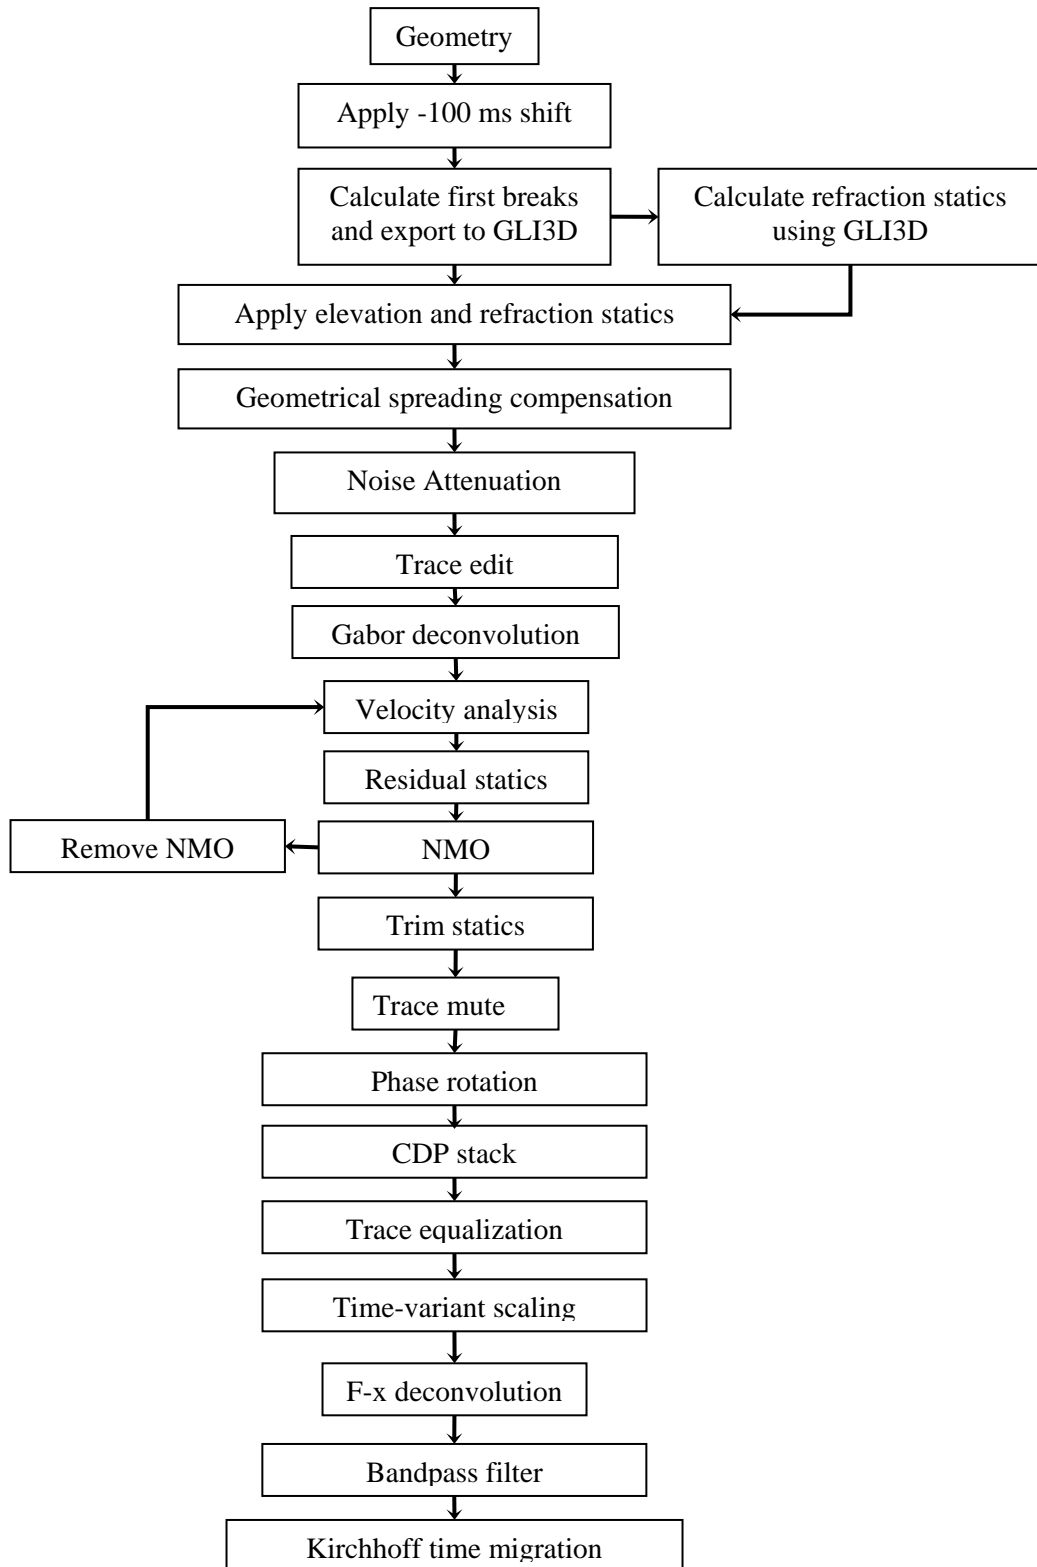 Geometry
Apply -100 ms shift
Calculate first breaks
and export to GLI3D
Calculate refraction statics
using GLI3D
Apply elevation and refraction statics
Geometrical spreading compensation
Noise Attenuation
Trace edit
Gabor deconvolution
Velocity analysis
Residual statics
Remove NMO
NMO
Trim statics
Trace mute
Phase rotation
CDP stack
Trace equalization
Time-variant scaling
F-x deconvolution
Bandpass filter
Kirchhoff time migration